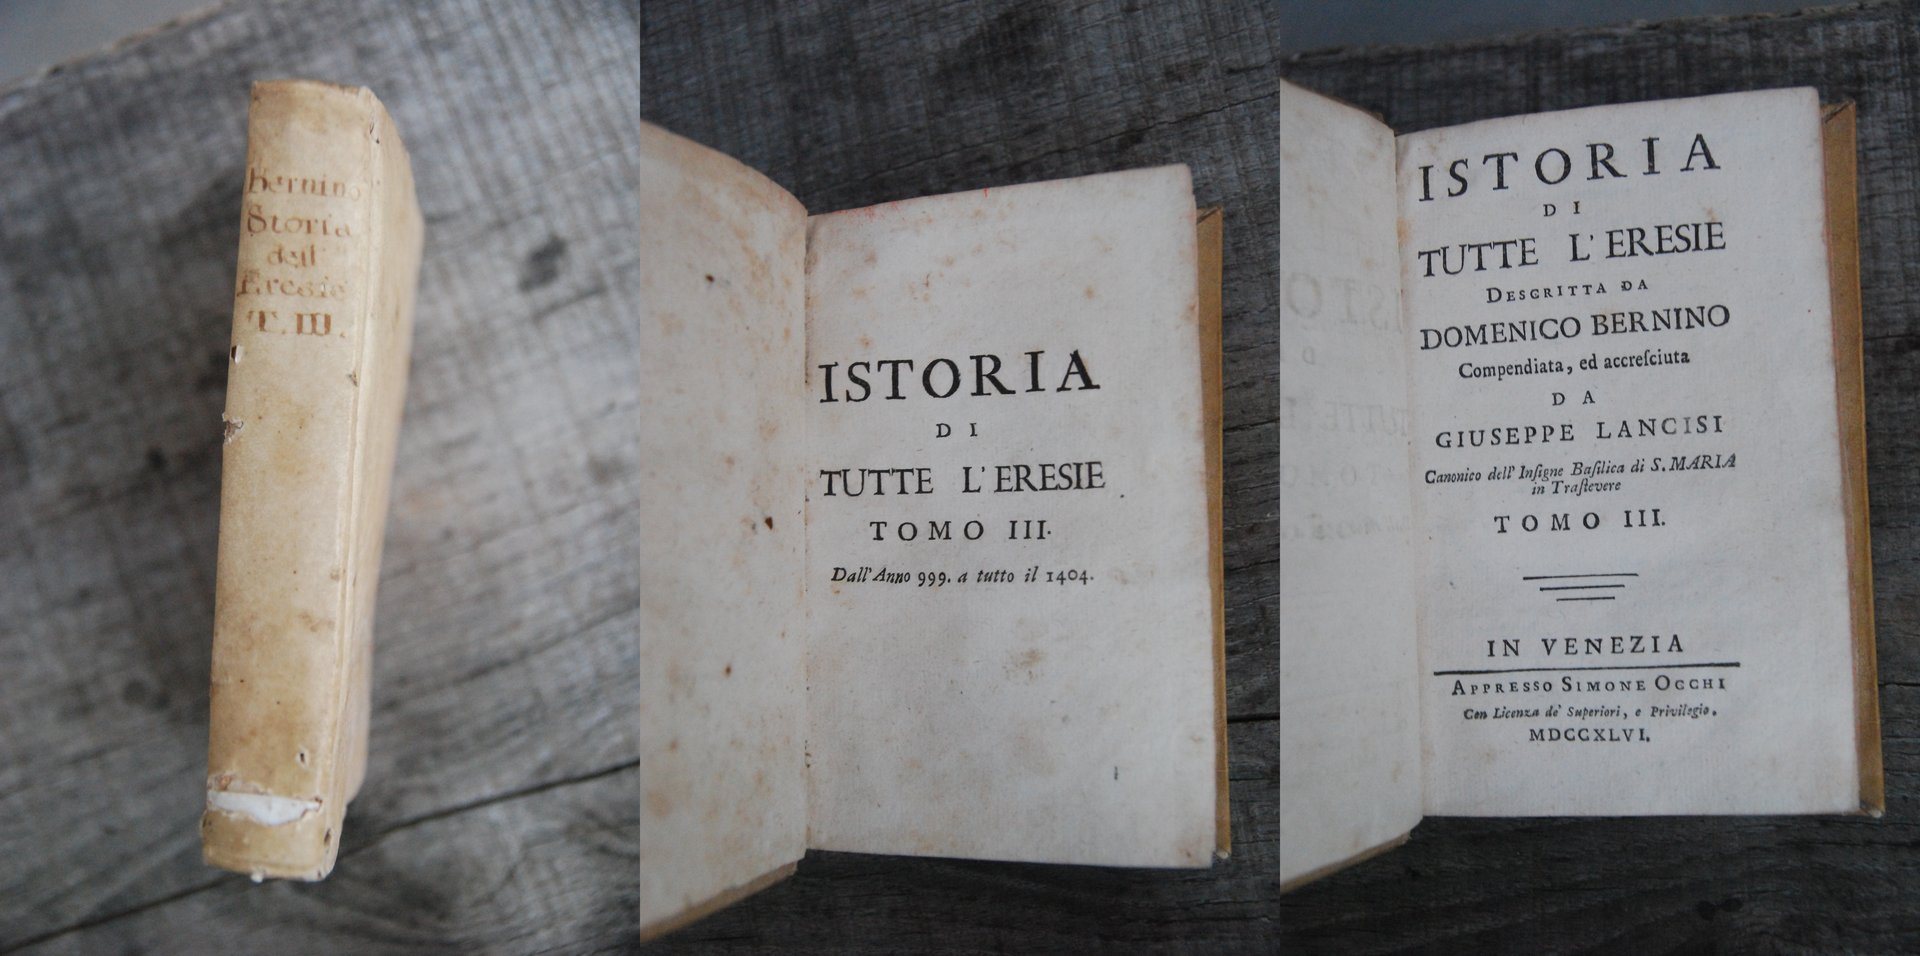 Bernino
Storia
dell
Eresie
T. III.
ISTORIA
DI
TUTTE L'ERESIE
TOMO III.
Dall'Anno 999. a tutto il 1404.
ISTORIA
DI
TUTTE L'ERESIE
DESCRITTA DA
DOMENICO BERNINO
Compendiata, ed accreſciuta
DA
GIUSEPPE LANCISI
Canonico dell' Inſigne Baſilica di S. MARIA
in Traſtevere
TOMO III.
IN VENEZIA
APPRESSO SIMONE OCCHI
Con Licenza de' Superiori, e Privilegio.
MDCCXLVI.